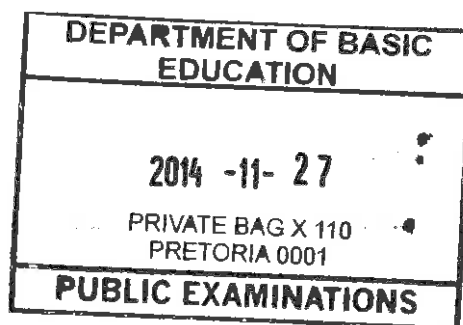 DEPARTMENT OF BASIC
EDUCATION
2014 -11- 27
PRIVATE BAG X 110
PRETORIA 0001
PUBLIC EXAMINATIONS